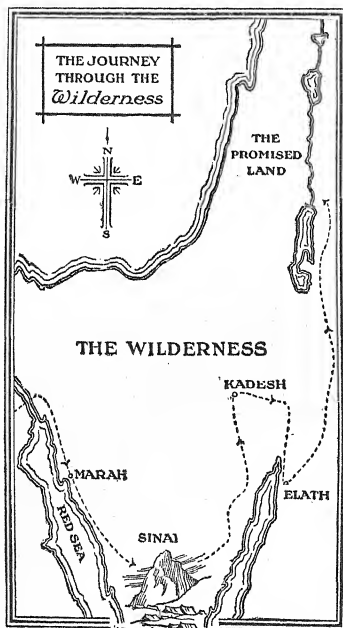 THE JOURNEY
THROUGH THE
Wilderness
N
W E
S
THE
PROMISED
LAND
THE WILDERNESS
KADESH
MARAH
ELATH
RED SEA
SINAI